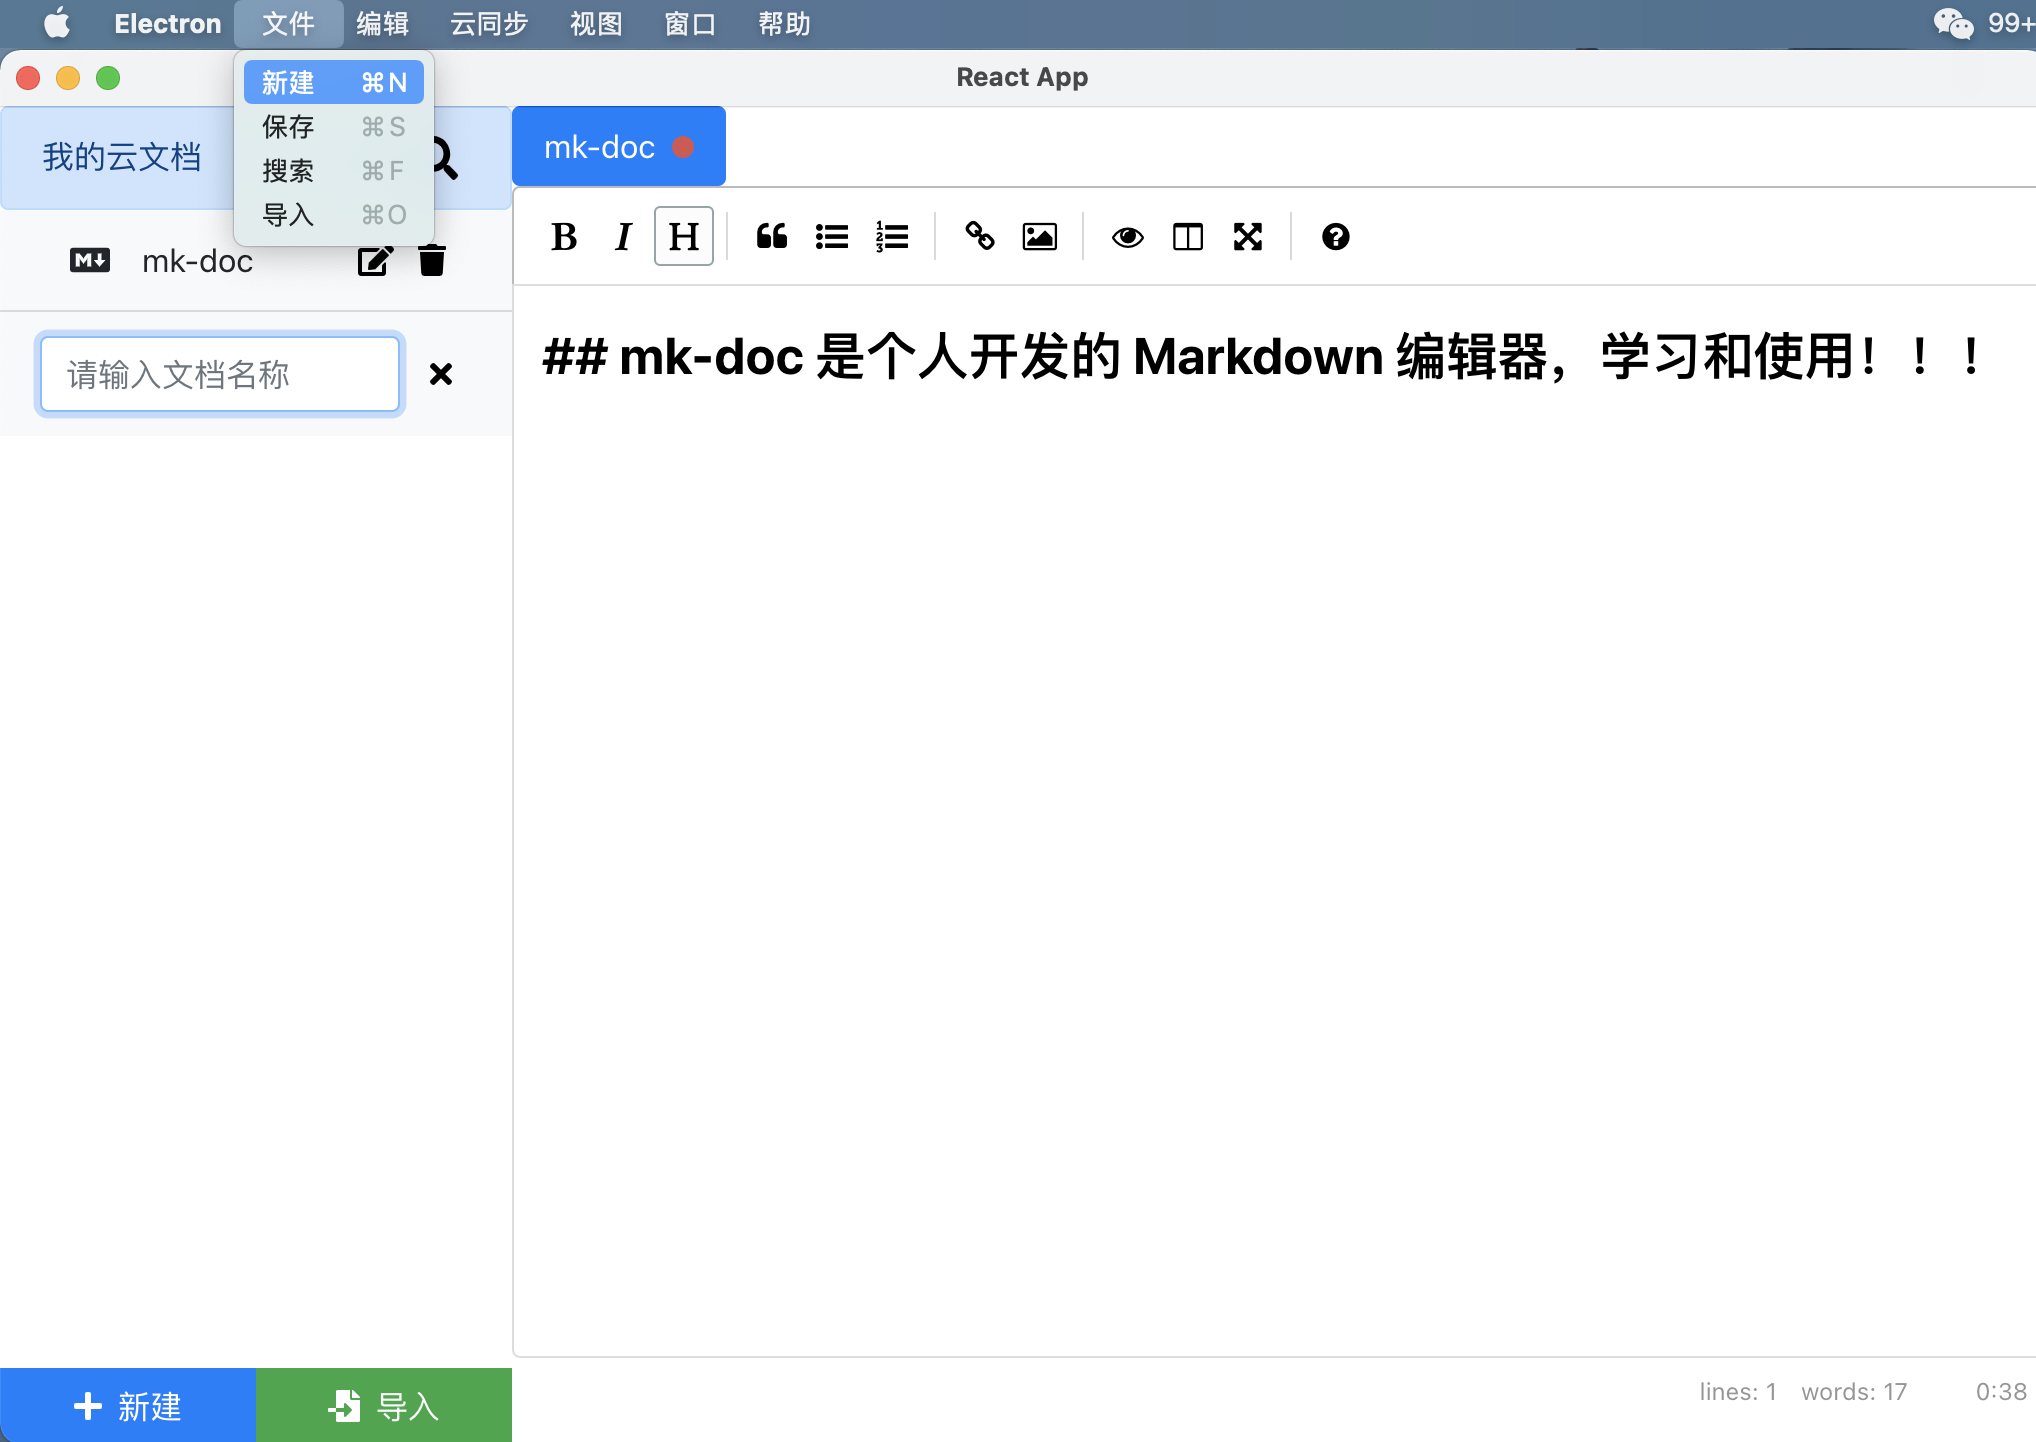 Electron 文件 编辑 云同步 视图 窗口 帮助 99+
React App
新建 ⌘N
保存 ⌘S
搜索 ⌘F
导入 ⌘O
我的云文档
mk-doc
请输入文档名称
mk-doc
B I H
## mk-doc 是个人开发的 Markdown 编辑器，学习和使用！！！
新建 导入
lines: 1 words: 17 0:38